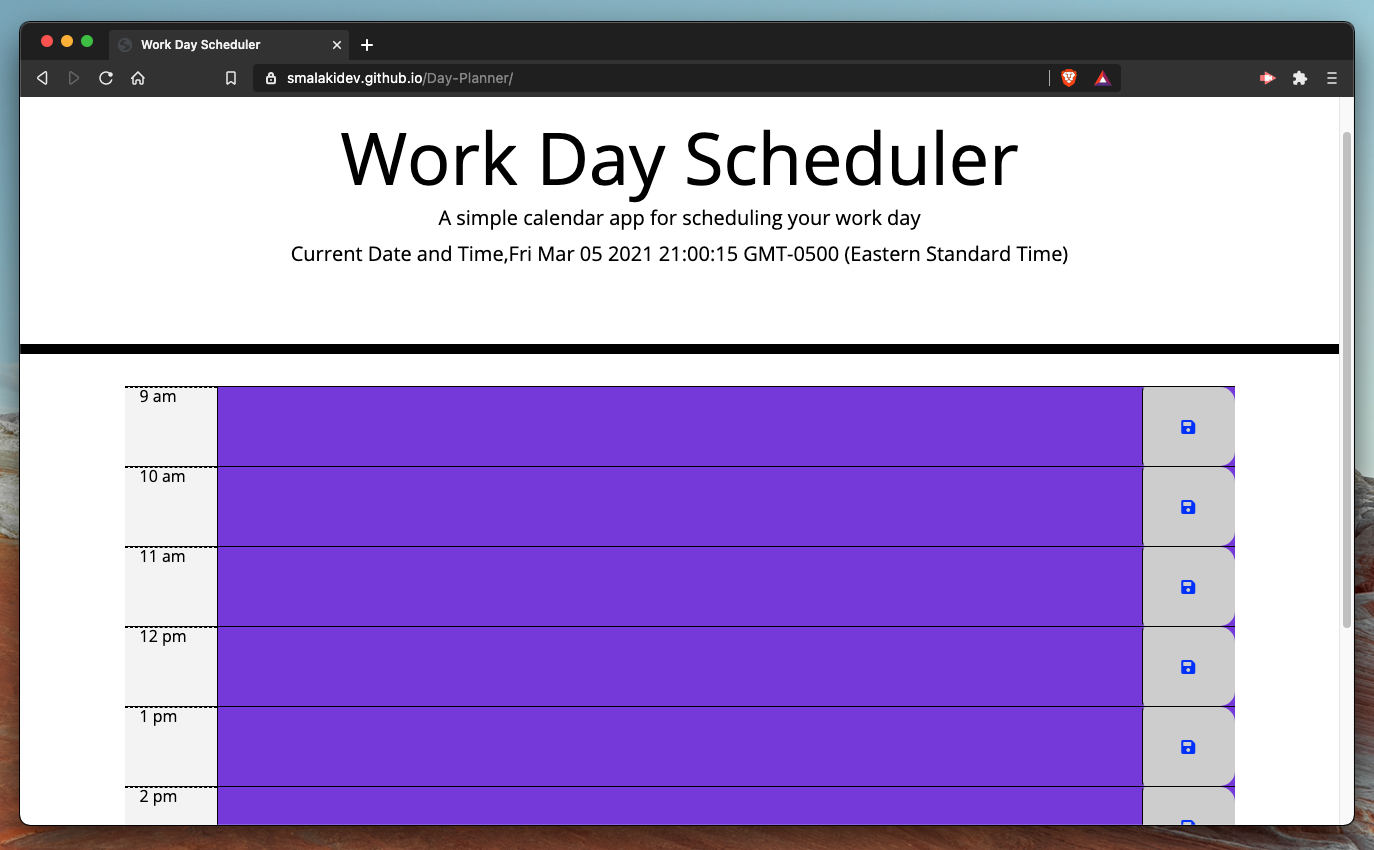 Work Day Scheduler
smalakidev.github.io/Day-Planner/
Work Day Scheduler
A simple calendar app for scheduling your work day
Current Date and Time,Fri Mar 05 2021 21:00:15 GMT-0500 (Eastern Standard Time)
9 am
10 am
11 am
12 pm
1 pm
2 pm